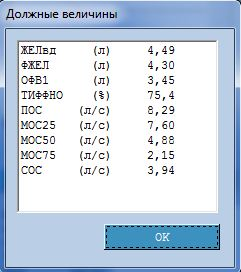 Должные величины
ЖЕЛвд (л) 4,49
ФЖЕЛ (л) 4,30
ОФВ1 (л) 3,45
ТИФФНО (%) 75,4
ПОС (л/с) 8,29
МОС25 (л/с) 7,60
МОС50 (л/с) 4,88
МОС75 (л/с) 2,15
СОС (л/с) 3,94
OK